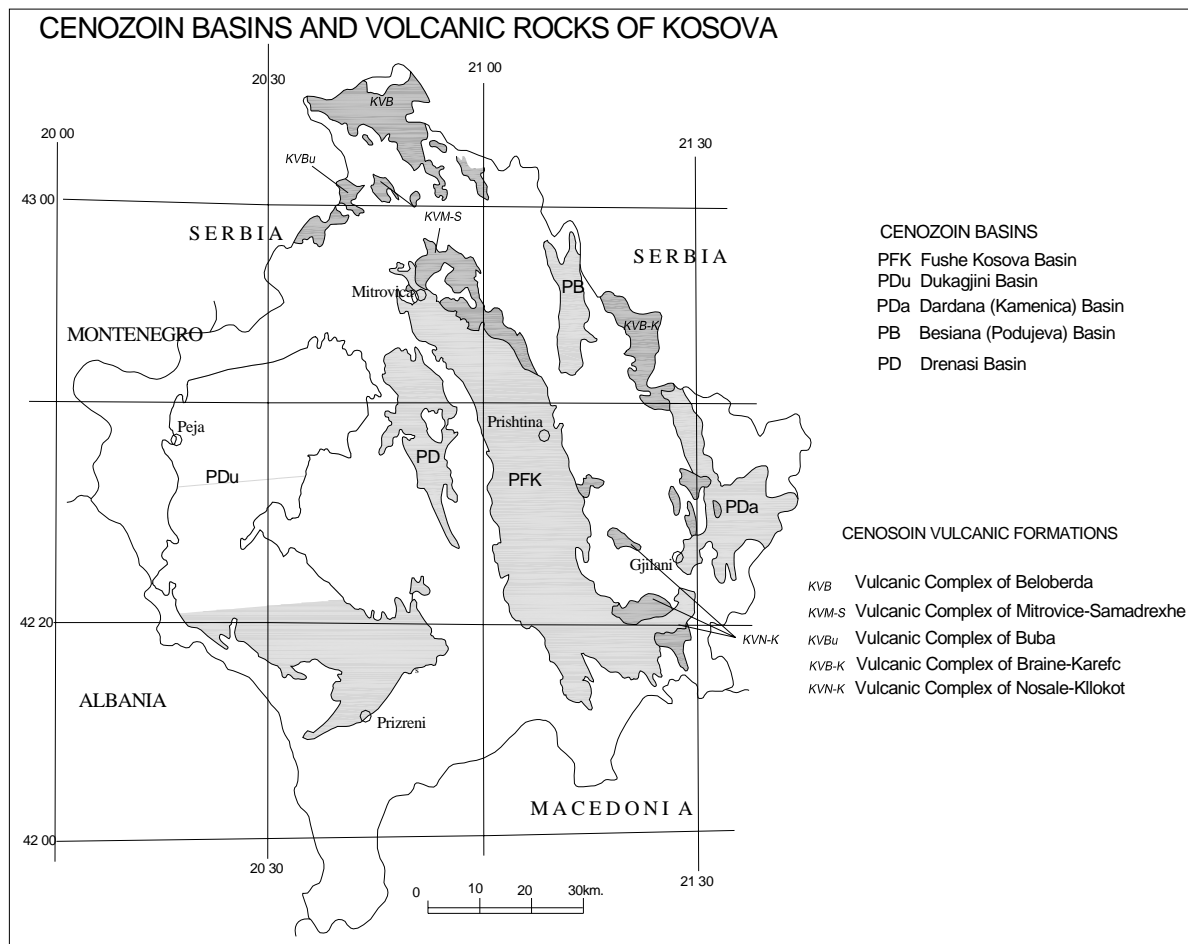 CENOZOIN BASINS AND VOLCANIC ROCKS OF KOSOVA
20 30
21 00
20 00
21 30
43 00
KVB
KVBu
KVM-S
SERBIA
SERBIA
Mitrovica
PB
KVB-K
MONTENEGRO
Peja
Prishtina
PDu
PD
PFK
PDa
Gjilani
42 20
KVN-K
ALBANIA
Prizreni
MACEDONIA
42 00
20 30
21 30
0 10 20 30km.
CENOZOIN BASINS
PFK Fushe Kosova Basin
PDu Dukagjini Basin
PDa Dardana (Kamenica) Basin
PB Besiana (Podujeva) Basin
PD Drenasi Basin
CENOSOIN VULCANIC FORMATIONS
KVB Vulcanic Complex of Beloberda
KVM-S Vulcanic Complex of Mitrovice-Samadrexhe
KVBu Vulcanic Complex of Buba
KVB-K Vulcanic Complex of Braine-Karefc
KVN-K Vulcanic Complex of Nosale-Kllokot